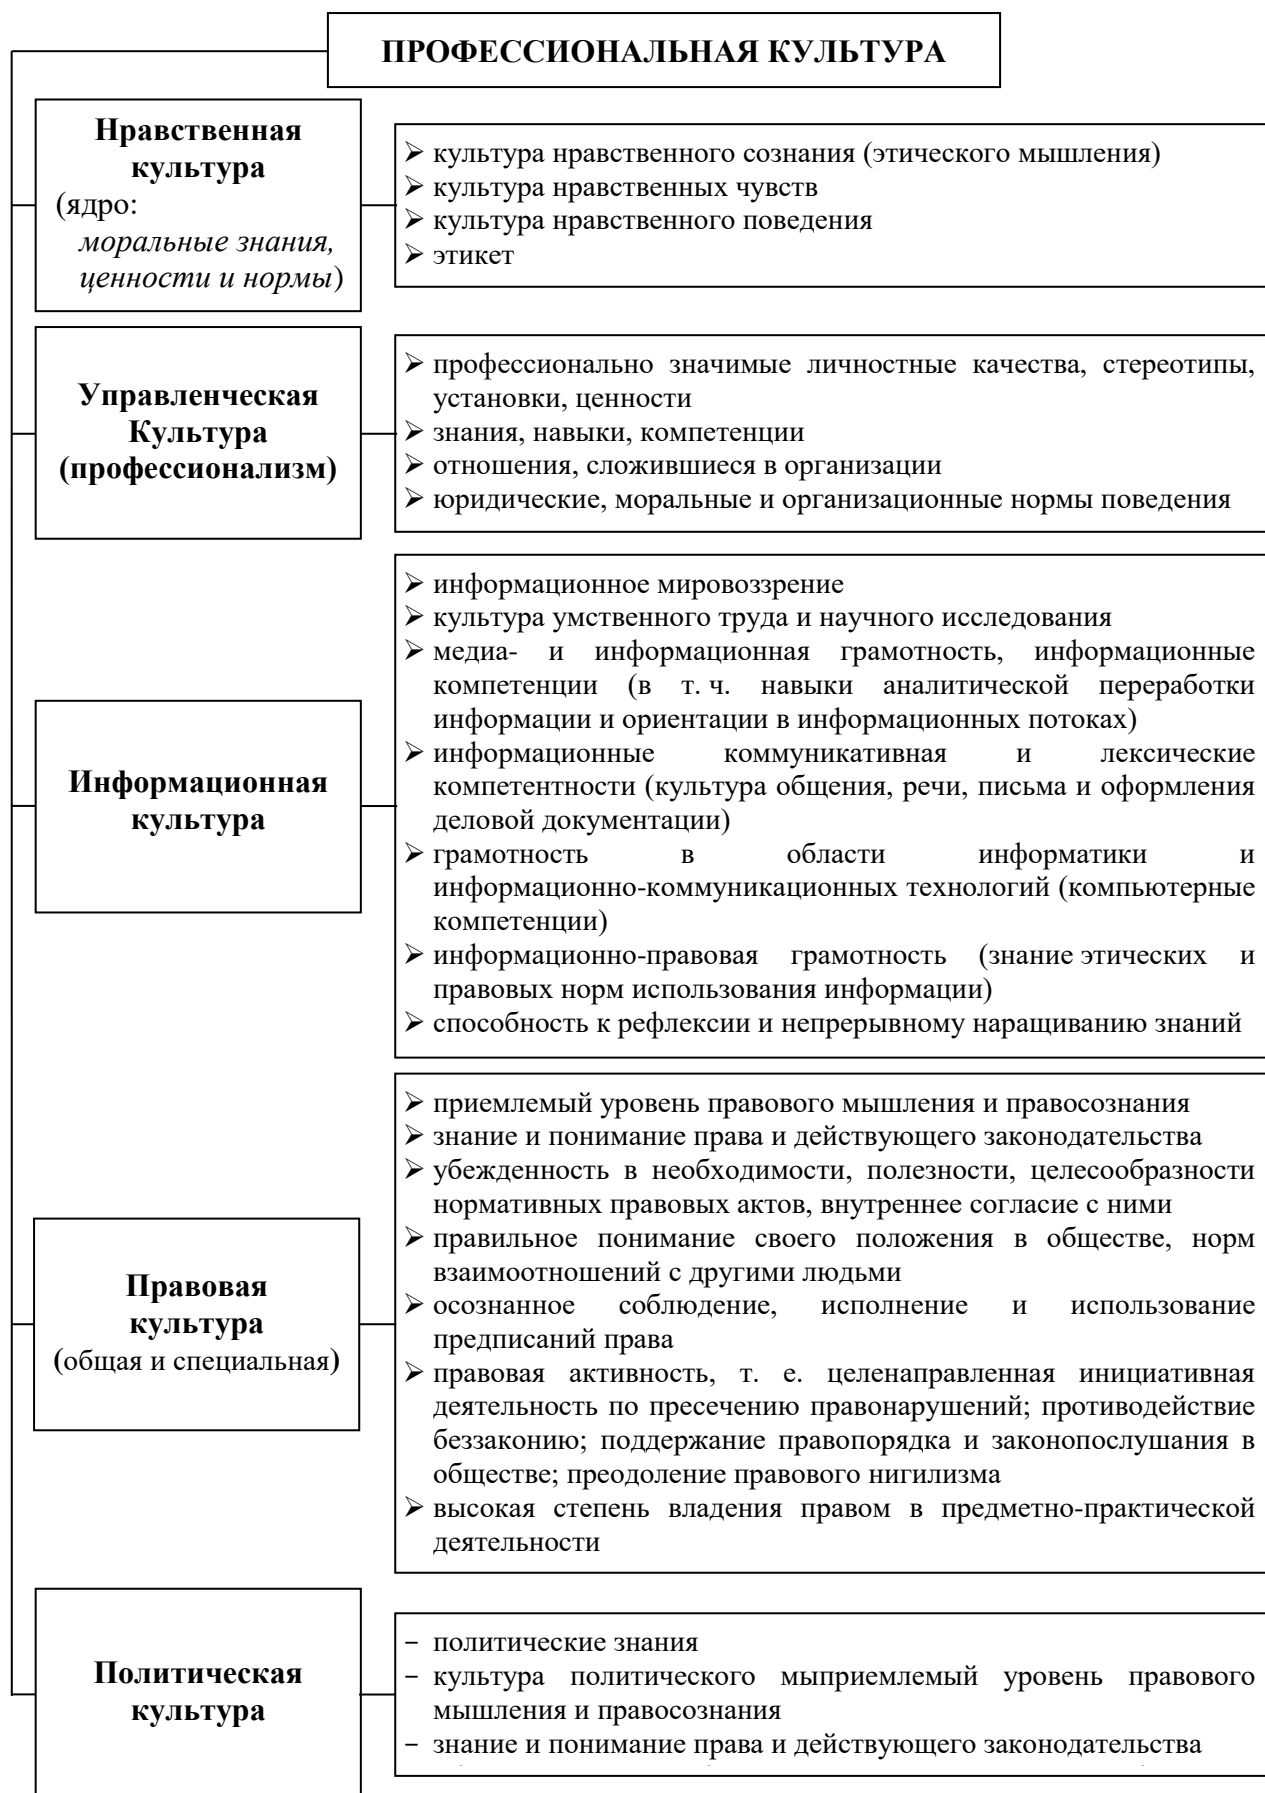 ПРОФЕССИОНАЛЬНАЯ КУЛЬТУРА
Нравственная
культура
(ядро:
моральные знания,
ценности и нормы)
➢ культура нравственного сознания (этического мышления)
➢ культура нравственных чувств
➢ культура нравственного поведения
➢ этикет
Управленческая
Культура
(профессионализм)
➢ профессионально значимые личностные качества, стереотипы,
установки, ценности
➢ знания, навыки, компетенции
➢ отношения, сложившиеся в организации
➢ юридические, моральные и организационные нормы поведения
Информационная
культура
➢ информационное мировоззрение
➢ культура умственного труда и научного исследования
➢ медиа- и информационная грамотность, информационные
компетенции (в т. ч. навыки аналитической переработки
информации и ориентации в информационных потоках)
➢ информационные коммуникативная и лексические
компетентности (культура общения, речи, письма и оформления
деловой документации)
➢ грамотность в области информатики и
информационно-коммуникационных технологий (компьютерные
компетенции)
➢ информационно-правовая грамотность (знание этических и
правовых норм использования информации)
➢ способность к рефлексии и непрерывному наращиванию знаний
Правовая
культура
(общая и специальная)
➢ приемлемый уровень правового мышления и правосознания
➢ знание и понимание права и действующего законодательства
➢ убежденность в необходимости, полезности, целесообразности
нормативных правовых актов, внутреннее согласие с ними
➢ правильное понимание своего положения в обществе, норм
взаимоотношений с другими людьми
➢ осознанное соблюдение, исполнение и использование
предписаний права
➢ правовая активность, т. е. целенаправленная инициативная
деятельность по пресечению правонарушений; противодействие
беззаконию; поддержание правопорядка и законопослушания в
обществе; преодоление правового нигилизма
➢ высокая степень владения правом в предметно-практической
деятельности
Политическая
культура
− политические знания
− культура политического мыприемлемый уровень правового
мышления и правосознания
− знание и понимание права и действующего законодательства